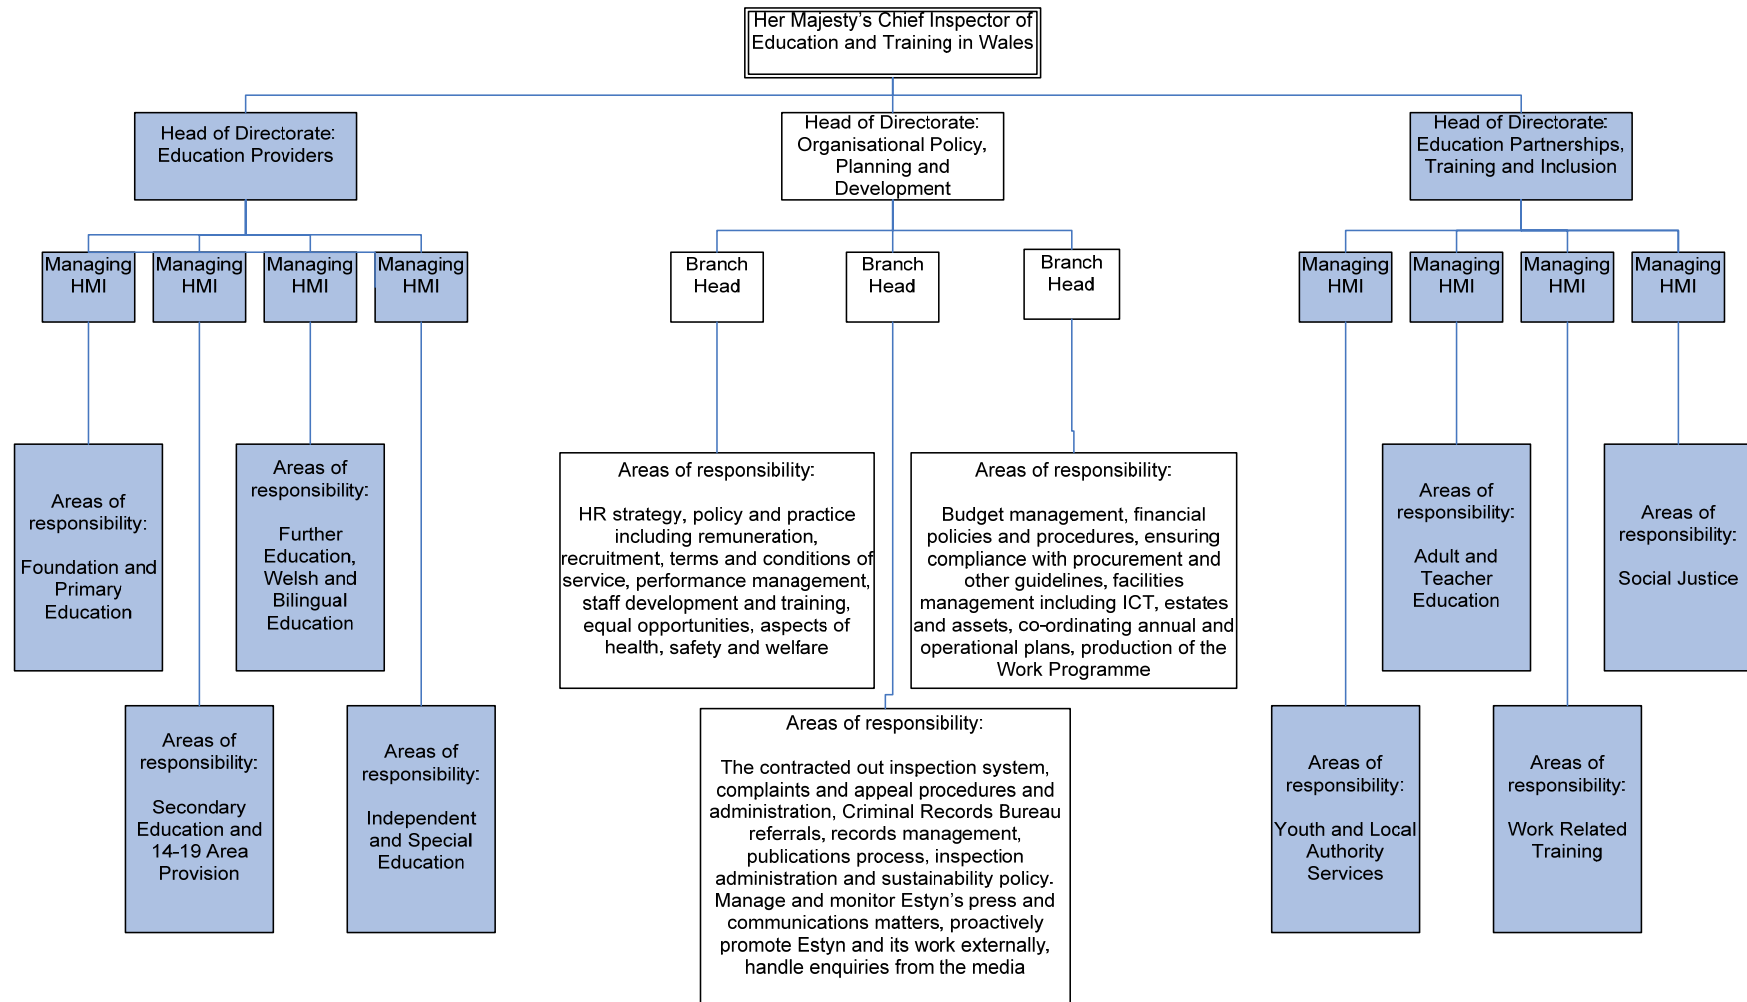 Her Majesty's Chief Inspector of
Education and Training in Wales
Head of Directorate:
Education Providers
Head of Directorate:
Organisational Policy,
Planning and
Development
Head of Directorate:
Education Partnerships,
Training and Inclusion
Managing
HMI
Managing
HMI
Managing
HMI
Managing
HMI
Branch
Head
Branch
Head
Branch
Head
Managing
HMI
Managing
HMI
Managing
HMI
Managing
HMI
Areas of
responsibility:
Foundation and
Primary
Education
Areas of
responsibility:
Further
Education,
Welsh and
Bilingual
Education
Areas of responsibility:
HR strategy, policy and practice
including remuneration,
recruitment, terms and conditions of
service, performance management,
staff development and training,
equal opportunities, aspects of
health, safety and welfare
Areas of responsibility:
Budget management, financial
policies and procedures, ensuring
compliance with procurement and
other guidelines, facilities
management including ICT, estates
and assets, co-ordinating annual and
operational plans, production of the
Work Programme
Areas of
responsibility:
Adult and
Teacher
Education
Areas of
responsibility:
Social Justice
Areas of
responsibility:
Secondary
Education and
14-19 Area
Provision
Areas of
responsibility:
Independent
and Special
Education
Areas of responsibility:
The contracted out inspection system,
complaints and appeal procedures and
administration, Criminal Records Bureau
referrals, records management,
publications process, inspection
administration and sustainability policy.
Manage and monitor Estyn's press and
communications matters, proactively
promote Estyn and its work externally,
handle enquiries from the media
Areas of
responsibility:
Youth and Local
Authority
Services
Areas of
responsibility:
Work Related
Training